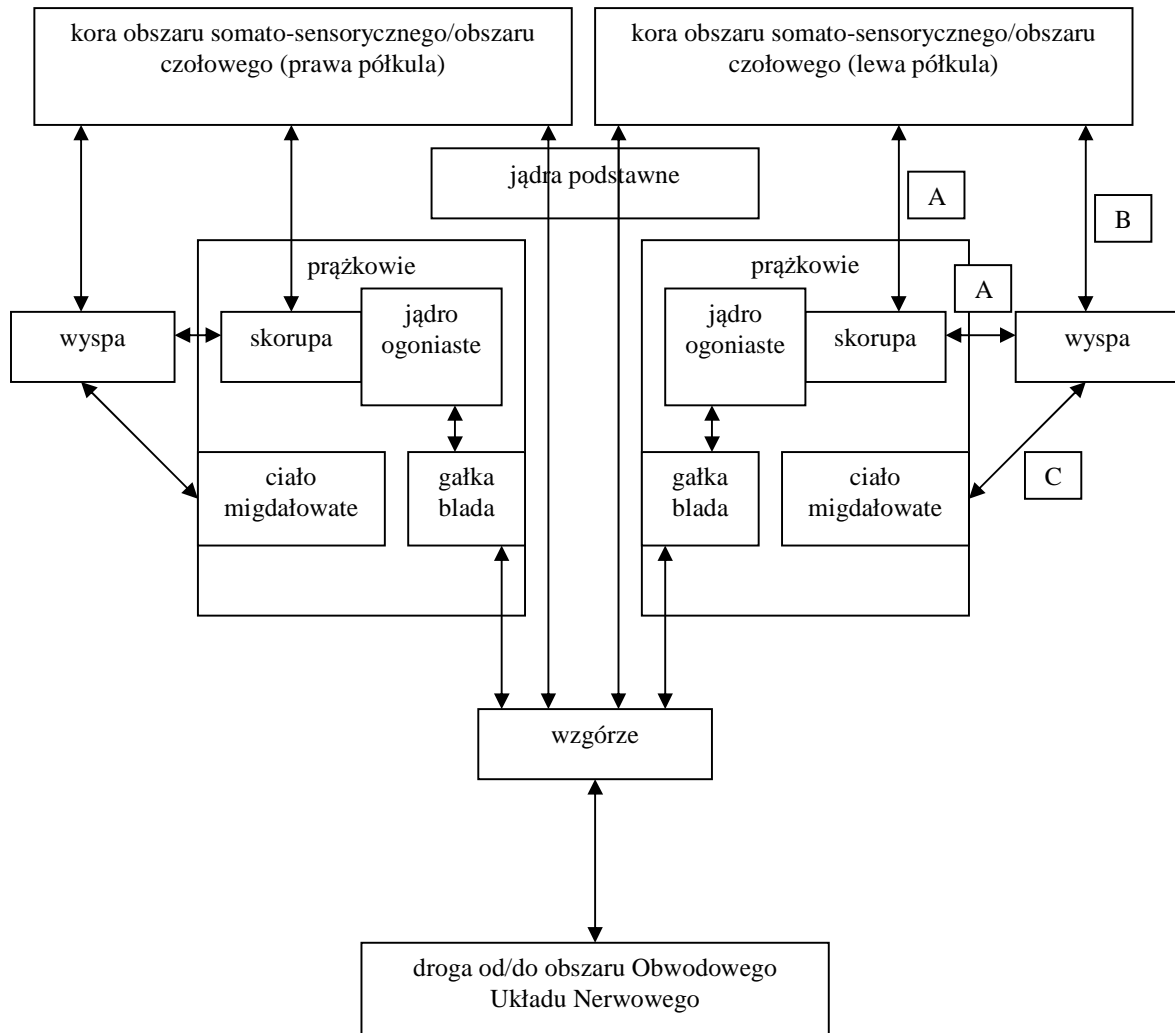 kora obszaru somato-sensorycznego/obszaru
czołowego (prawa półkula)
kora obszaru somato-sensorycznego/obszaru
czołowego (lewa półkula)
jądra podstawne
A
B
prążkowie
prążkowie
A
wyspa
skorupa
jądro
ogoniaste
jądro
ogoniaste
skorupa
wyspa
ciało
migdałowate
gałka
blada
gałka
blada
ciało
migdałowate
C
wzgórze
droga od/do obszaru Obwodowego
Układu Nerwowego